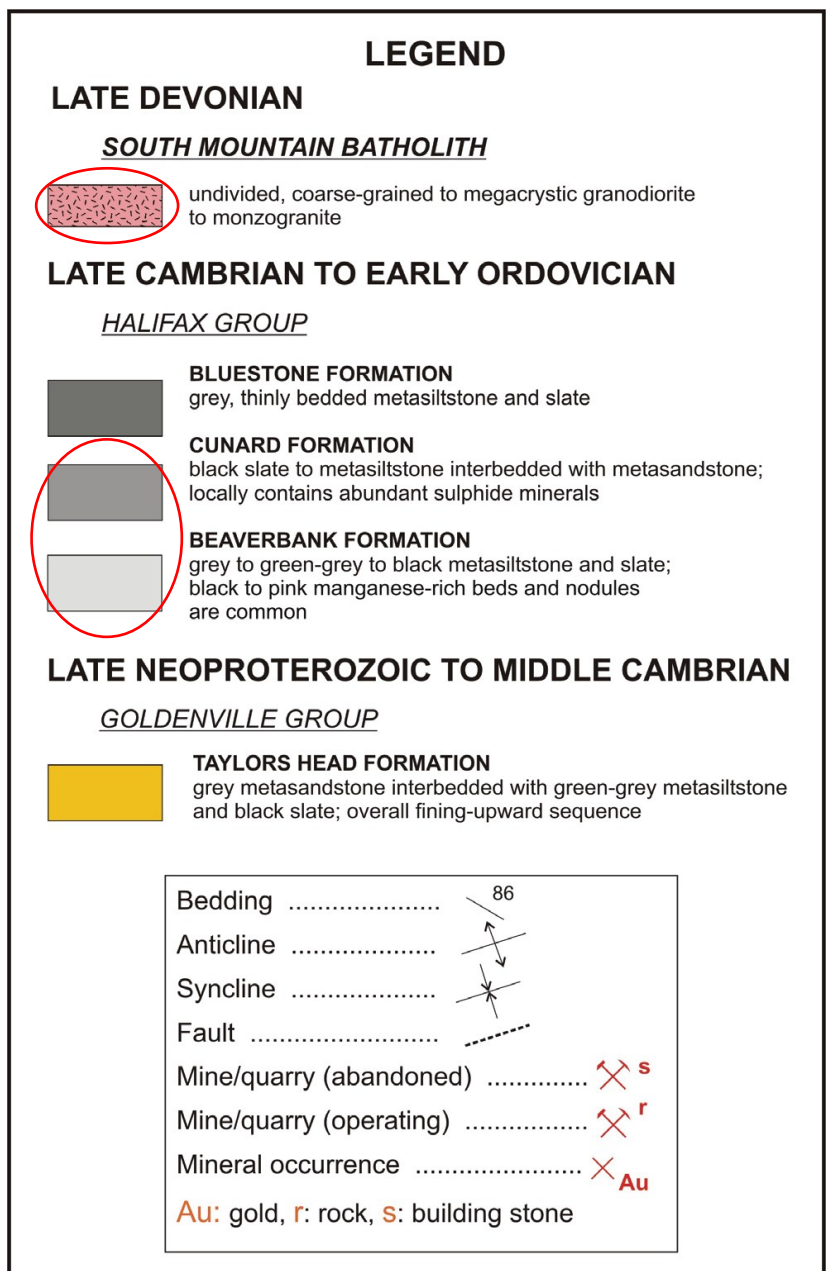 LEGEND
LATE DEVONIAN
SOUTH MOUNTAIN BATHOLITH
undivided, coarse-grained to megacrystic granodiorite
to monzogranite
LATE CAMBRIAN TO EARLY ORDOVICIAN
HALIFAX GROUP
BLUESTONE FORMATION
grey, thinly bedded metasiltstone and slate
CUNARD FORMATION
black slate to metasiltstone interbedded with metasandstone;
locally contains abundant sulphide minerals
BEAVERBANK FORMATION
grey to green-grey to black metasiltstone and slate;
black to pink manganese-rich beds and nodules
are common
LATE NEOPROTEROZOIC TO MIDDLE CAMBRIAN
GOLDENVILLE GROUP
TAYLORS HEAD FORMATION
grey metasandstone interbedded with green-grey metasiltstone
and black slate; overall fining-upward sequence
Bedding ..................... 86
Anticline ....................
Syncline ....................
Fault ..........................
Mine/quarry (abandoned) .............. s
Mine/quarry (operating) ................. r
Mineral occurrence ....................... Au
Au: gold, r: rock, s: building stone